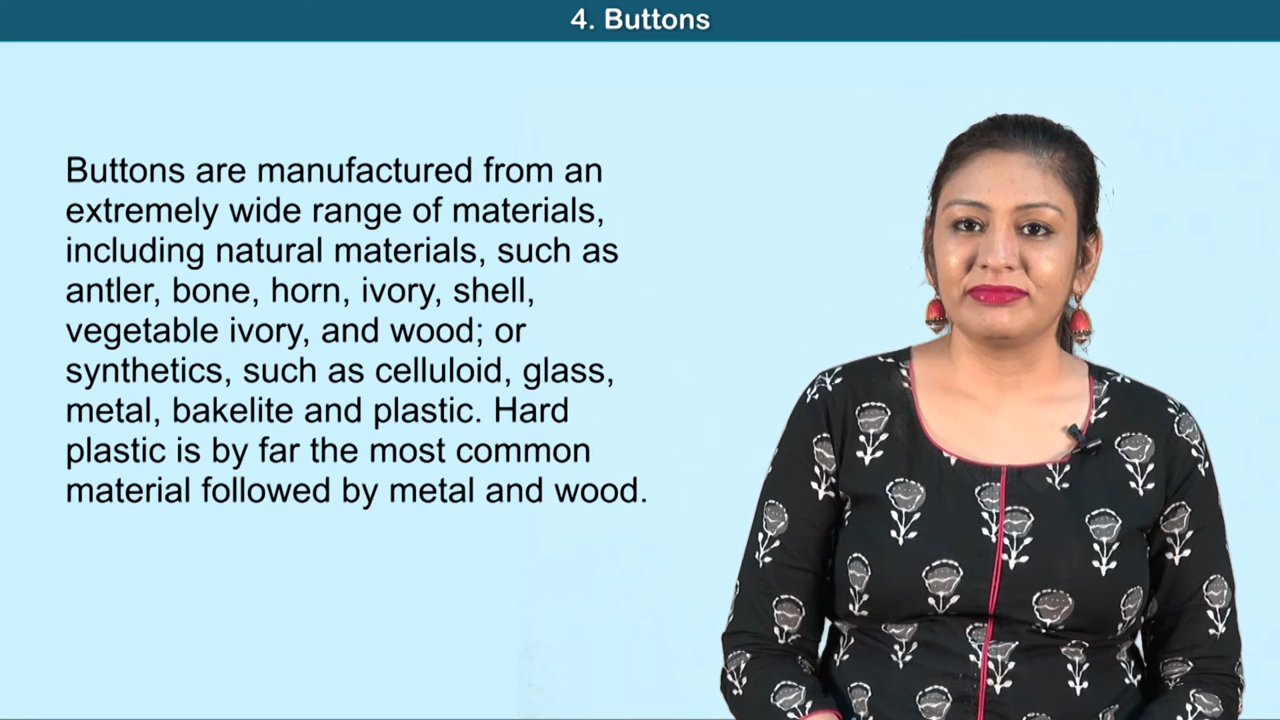 4. Buttons
Buttons are manufactured from an
extremely wide range of materials,
including natural materials, such as
antler, bone, horn, ivory, shell,
vegetable ivory, and wood; or
synthetics, such as celluloid, glass,
metal, bakelite and plastic. Hard
plastic is by far the most common
material followed by metal and wood.